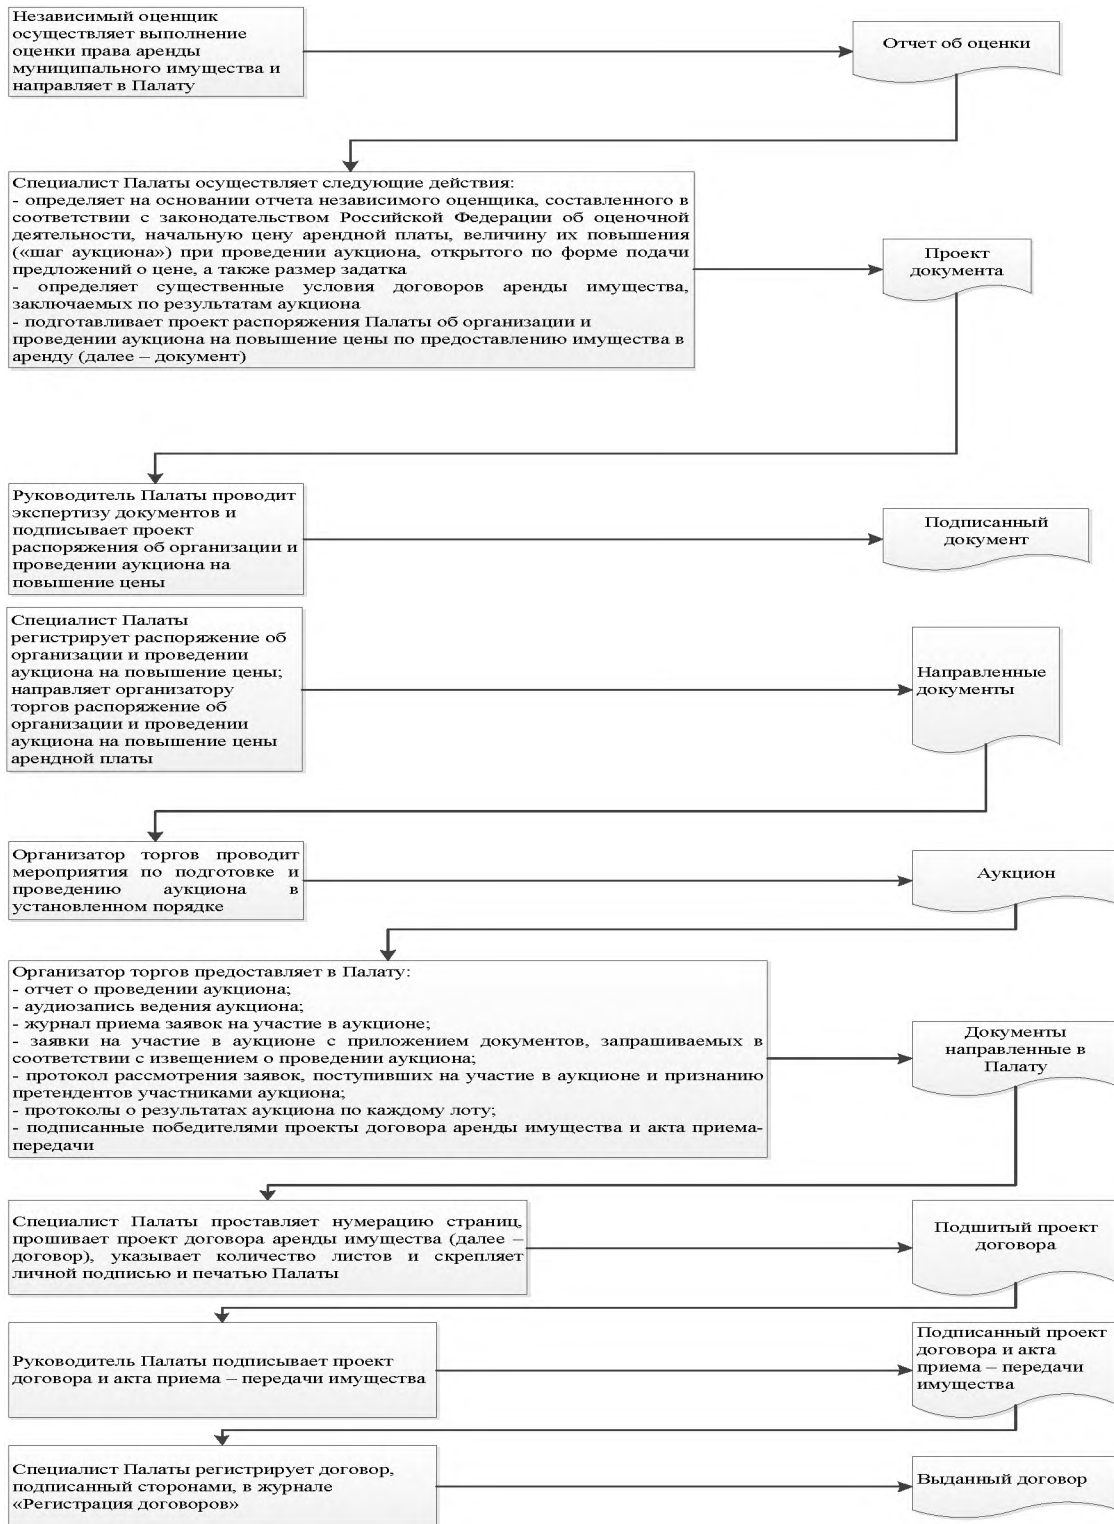 Независимый оценщик
осуществляет выполнение
оценки права аренды
муниципального имущества и
направляет в Палату
Отчет об оценки
Специалист Палаты осуществляет следующие действия:
- определяет на основании отчета независимого оценщика, составленного в
соответствии с законодательством Российской Федерации об оценочной
деятельности, начальную цену арендной платы, величину их повышения
(«шаг аукциона») при проведении аукциона, открытого по форме подачи
предложений о цене, а также размер задатка
- определяет существенные условия договоров аренды имущества,
заключаемых по результатам аукциона
- подготавливает проект распоряжения Палаты об организации и
проведении аукциона на повышение цены по предоставлению имущества в
аренду (далее – документ)
Проект
документа
Руководитель Палаты проводит
экспертизу документов и
подписывает проект
распоряжения об организации и
проведении аукциона на
повышение цены
Подписанный
документ
Специалист Палаты
регистрирует распоряжение об
организации и проведении
аукциона на повышение цены;
направляет организатору
торгов распоряжение об
организации и проведении
аукциона на повышение цены
арендной платы
Направленные
документы
Организатор торгов проводит
мероприятия по подготовке и
проведению аукциона в
установленном порядке
Аукцион
Организатор торгов предоставляет в Палату:
- отчет о проведении аукциона;
- аудиозапись ведения аукциона;
- журнал приема заявок на участие в аукционе;
- заявки на участие в аукционе с приложением документов, запрашиваемых в
соответствии с извещением о проведении аукциона;
- протокол рассмотрения заявок, поступивших на участие в аукционе и признанию
претендентов участниками аукциона;
- протоколы о результатах аукциона по каждому лоту;
- подписанные победителями проекты договора аренды имущества и акта приема-
передачи
Документы
направленные в
Палату
Специалист Палаты проставляет нумерацию страниц,
прошивает проект договора аренды имущества (далее –
договор), указывает количество листов и скрепляет
личной подписью и печатью Палаты
Подшитый проект
договора
Руководитель Палаты подписывает проект
договора и акта приема – передачи имущества
Подписанный проект
договора и акта
приема – передачи
имущества
Специалист Палаты регистрирует договор,
подписанный сторонами, в журнале
«Регистрация договоров»
Выданный договор